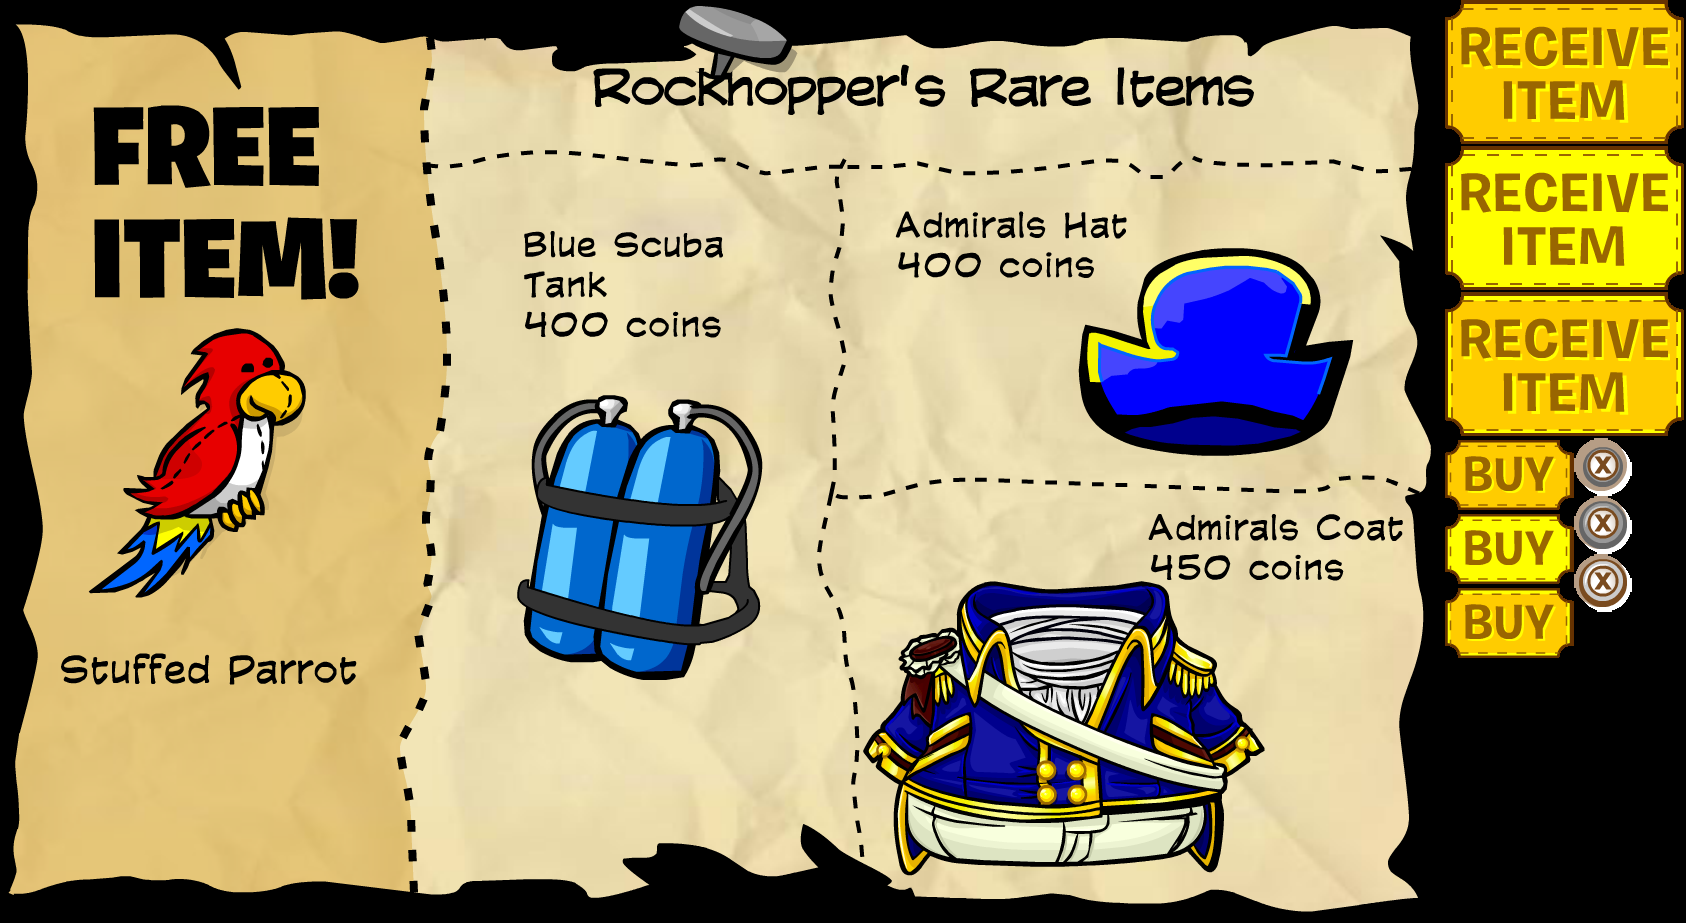 FREE
ITEM!
Stuffed Parrot
Rockhopper's Rare Items
Blue Scuba
Tank
400 coins
Admirals Hat
400 coins
Admirals Coat
450 coins
RECEIVE
ITEM
RECEIVE
ITEM
RECEIVE
ITEM
BUY
X
BUY
X
BUY
X